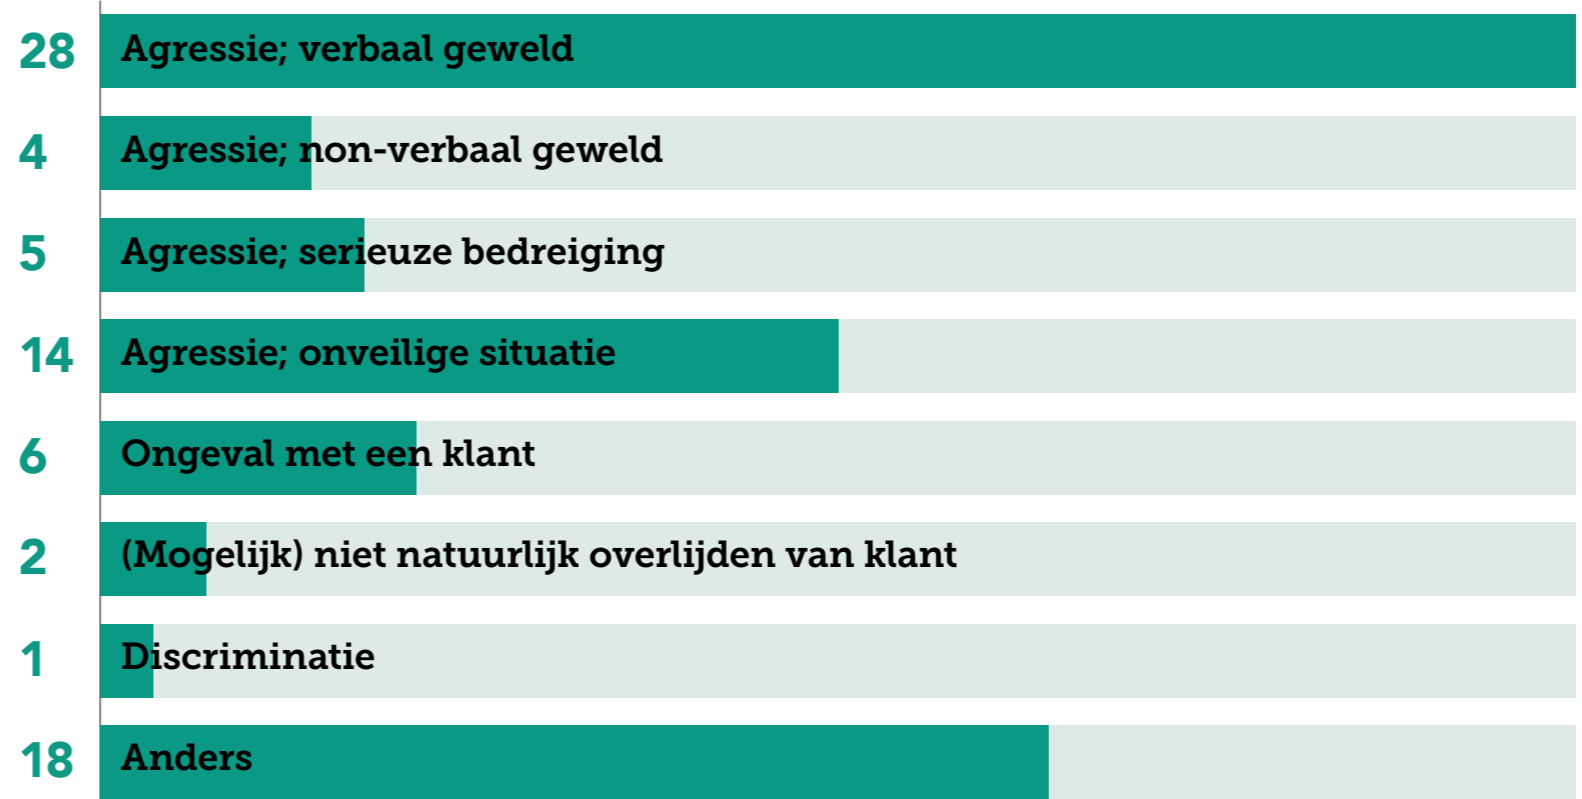 28 Agressie; verbaal geweld
4 Agressie; non-verbaal geweld
5 Agressie; serieuze bedreiging
14 Agressie; onveilige situatie
6 Ongeval met een klant
2 (Mogelijk) niet natuurlijk overlijden van klant
1 Discriminatie
18 Anders